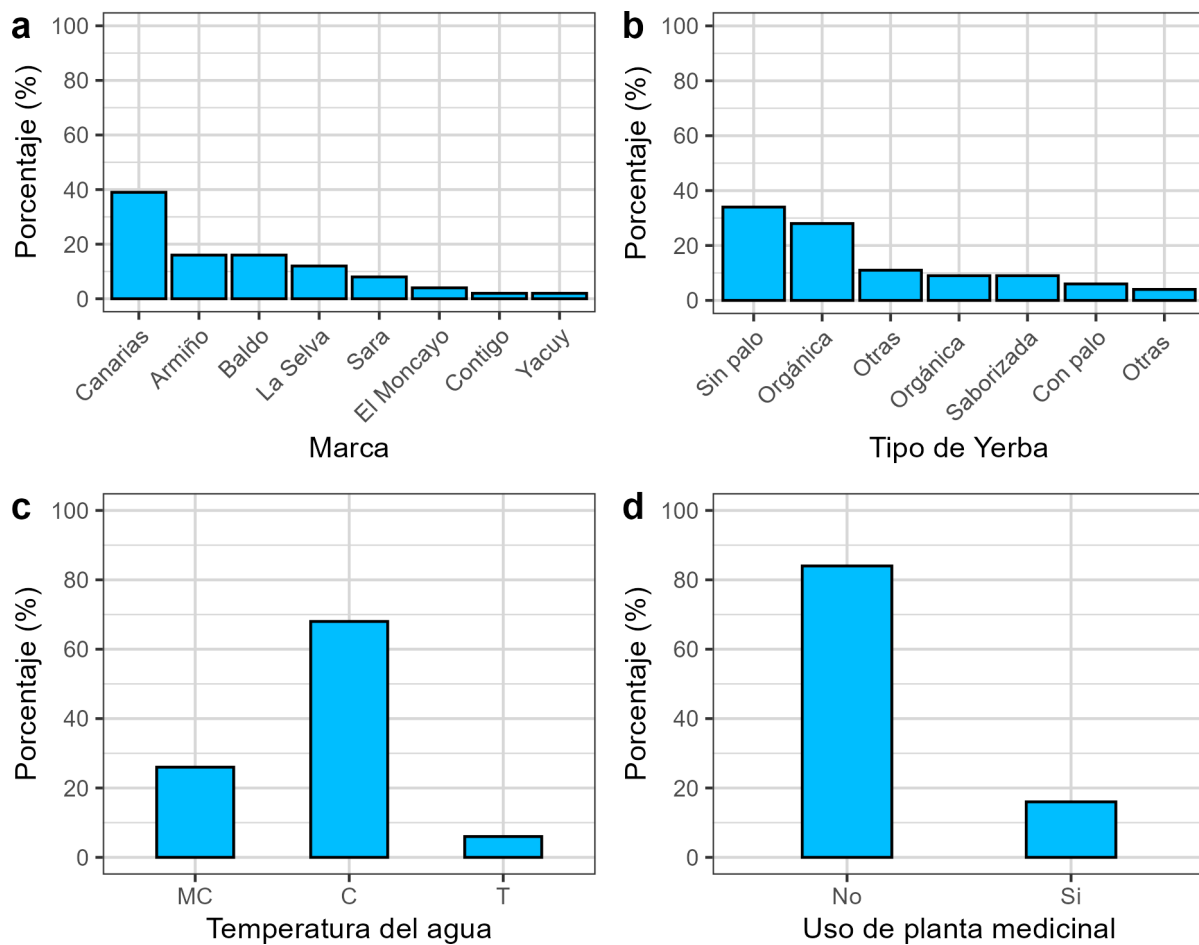 a
Porcentaje (%)
100
80
60
40
20
0
Canarias
Armiño
Baldo
La Selva
Sara
El Moncayo
Contigo
Yacuy
Marca
b
Porcentaje (%)
100
80
60
40
20
0
Sin palo
Orgánica
Otras
Orgánica
Saborizada
Con palo
Otras
Tipo de Yerba
c
Porcentaje (%)
100
80
60
40
20
0
MC
C
T
Temperatura del agua
d
Porcentaje (%)
100
80
60
40
20
0
No
Si
Uso de planta medicinal